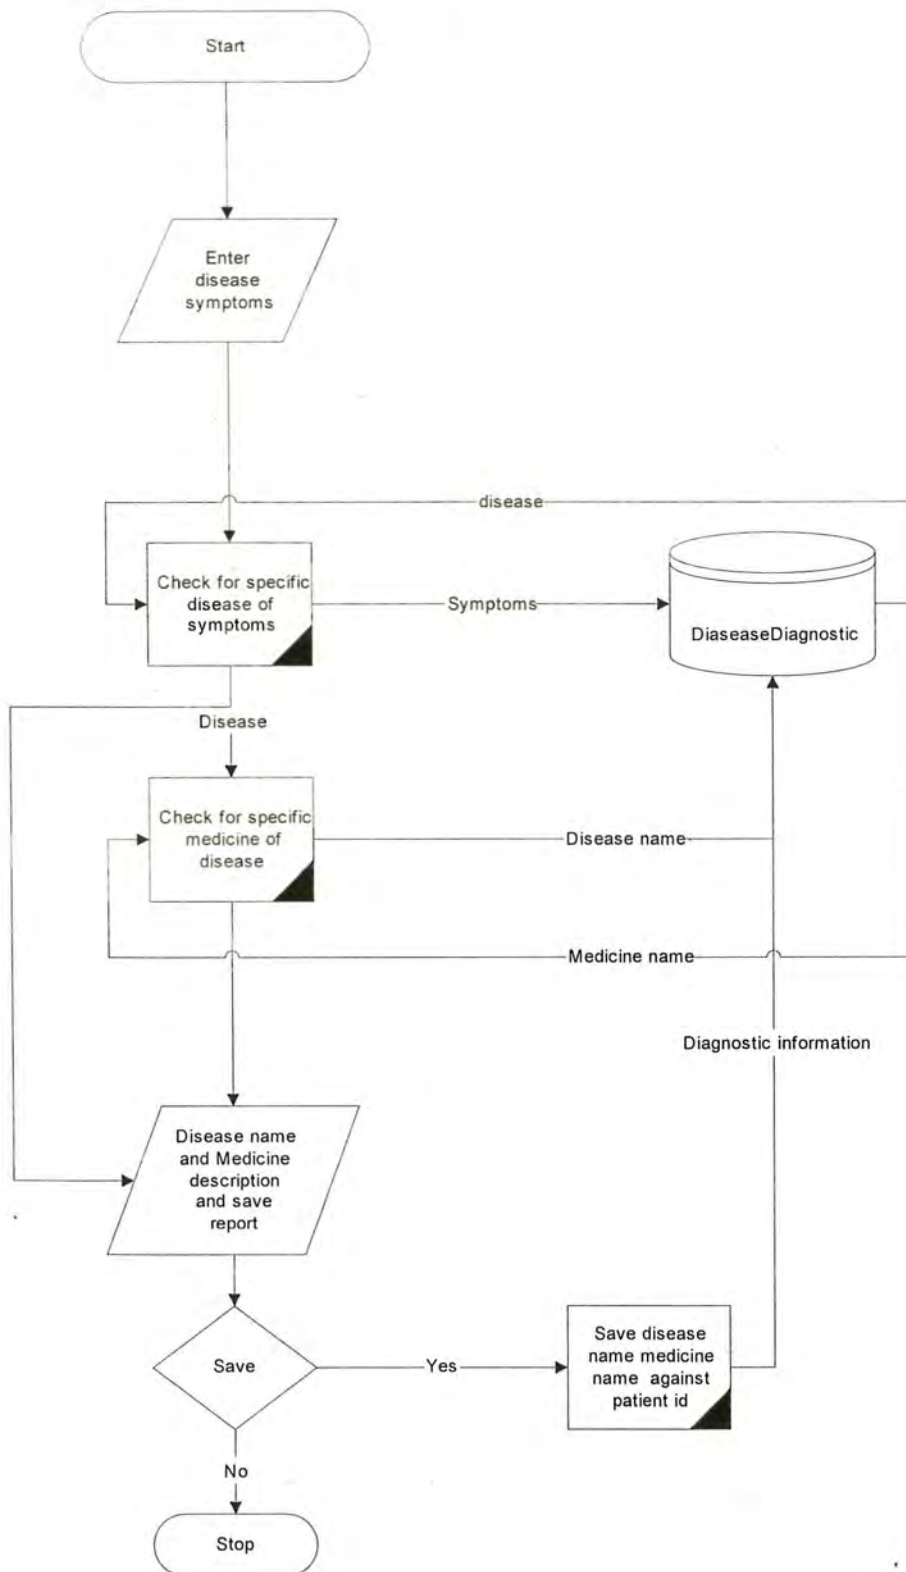 Start
Enter
disease
symptoms
disease
Check for specific
disease of
symptoms
Symptoms
DiaseaseDiagnostic
Disease
Check for specific
medicine of
disease
Disease name
Medicine name
Diagnostic information
Disease name
and Medicine
description
and save
report
Save
Yes
Save disease
name medicine
name against
patient id
No
Stop